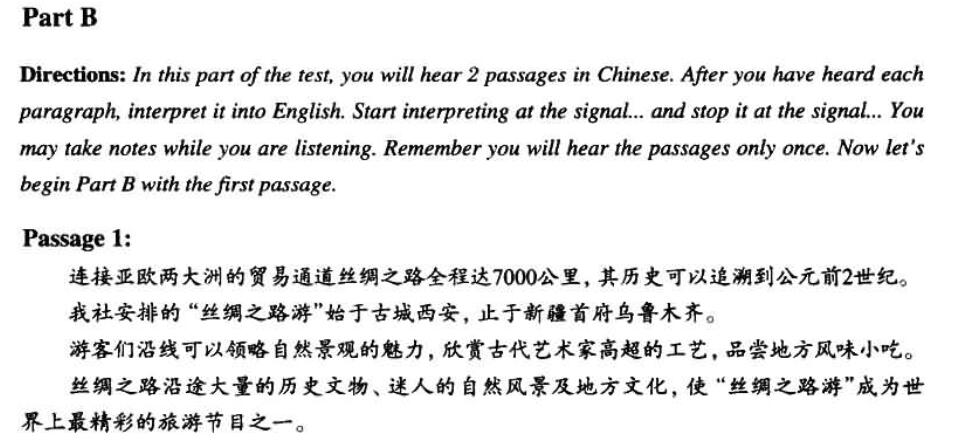 Part B
Directions: In this part of the test, you will hear 2 passages in Chinese. After you have heard each
paragraph, interpret it into English. Start interpreting at the signal... and stop it at the signal... You
may take notes while you are listening. Remember you will hear the passages only once. Now let's
begin Part B with the first passage.
Passage 1:
连接亚欧两大洲的贸易通道丝绸之路全程达7000公里，其历史可以追溯到公元前2世纪。
我社安排的“丝绸之路游”始于古城西安，止于新疆首府乌鲁木齐。
游客们沿线可以领略自然景观的魅力，欣赏古代艺术家高超的工艺，品尝地方风味小吃。
丝绸之路沿途大量的历史文物、迷人的自然风景及地方文化，使“丝绸之路游”成为世
界上最精彩的旅游节目之一。